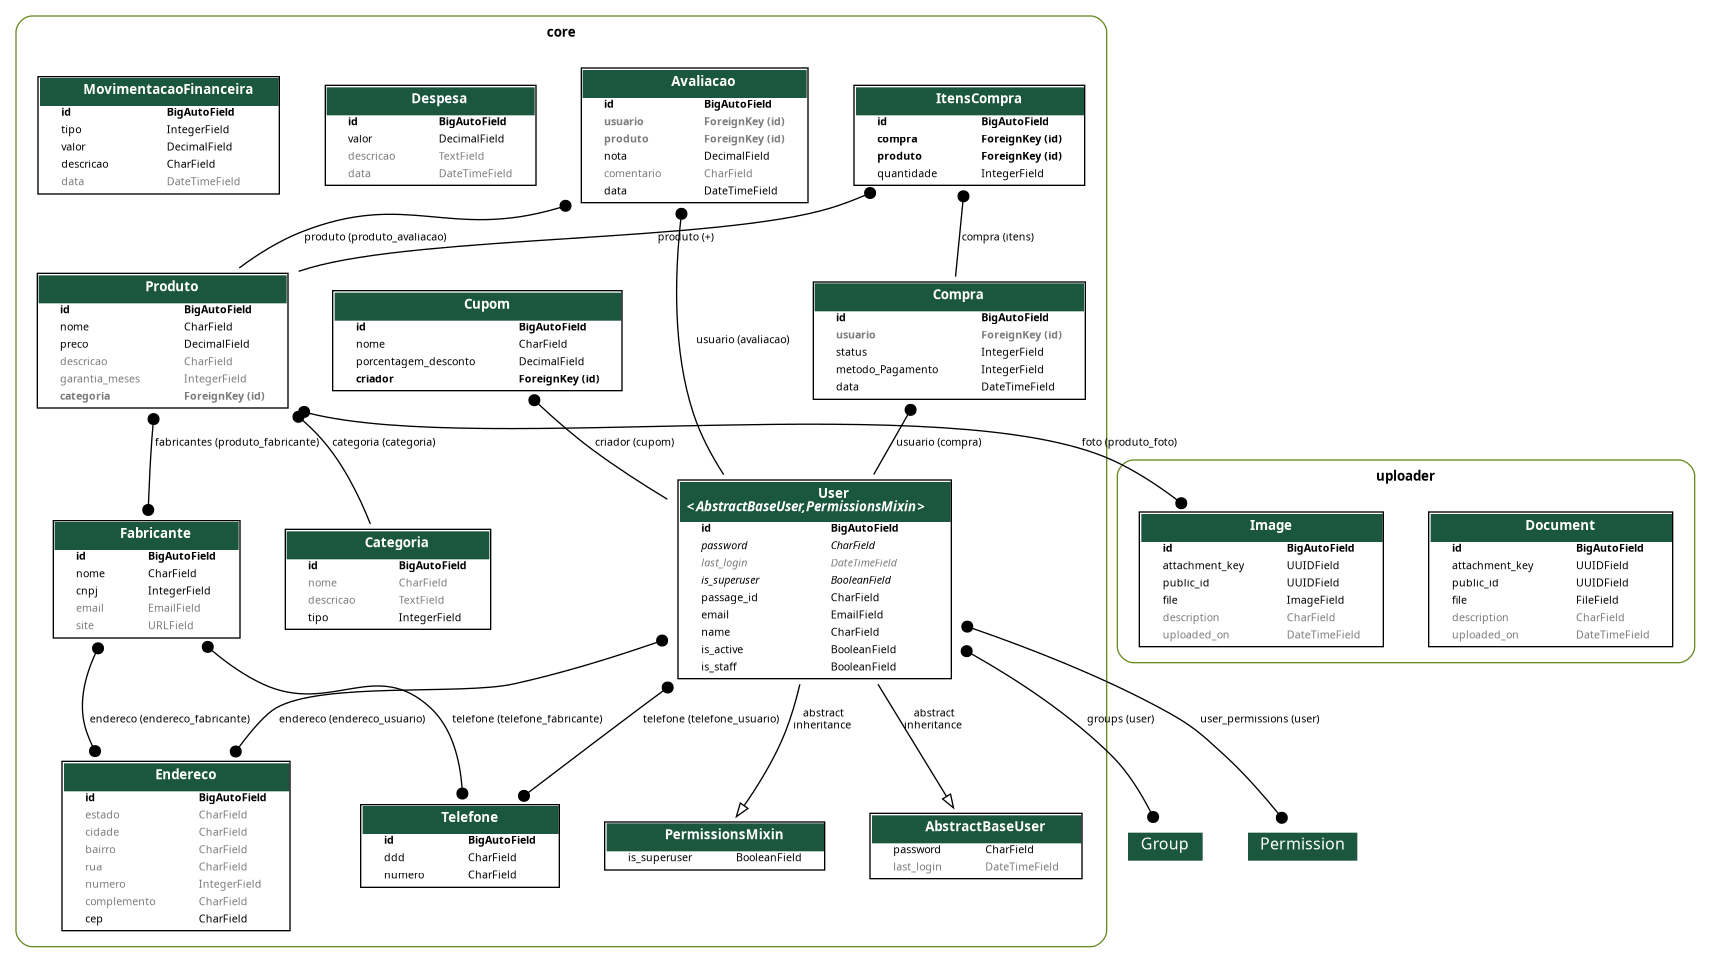 core
MovimentacaoFinanceira
id BigAutoField
tipo IntegerField
valor DecimalField
descricao CharField
data DateTimeField
Despesa
id BigAutoField
valor DecimalField
descricao TextField
data DateTimeField
Avaliacao
id BigAutoField
usuario ForeignKey (id)
produto ForeignKey (id)
nota DecimalField
comentario CharField
data DateTimeField
ItensCompra
id BigAutoField
compra ForeignKey (id)
produto ForeignKey (id)
quantidade IntegerField
produto (produto_avaliacao)
produto (+)
compra (itens)
Produto
id BigAutoField
nome CharField
preco DecimalField
descricao CharField
garantia_meses IntegerField
categoria ForeignKey (id)
Cupom
id BigAutoField
nome CharField
porcentagem_desconto DecimalField
criador ForeignKey (id)
usuario (avaliacao)
Compra
id BigAutoField
usuario ForeignKey (id)
status IntegerField
metodo_Pagamento IntegerField
data DateTimeField
fabricantes (produto_fabricante)
categoria (categoria)
criador (cupom)
usuario (compra)
foto (produto_foto)
Fabricante
id BigAutoField
nome CharField
cnpj IntegerField
email EmailField
site URLField
Categoria
id BigAutoField
nome CharField
descricao TextField
tipo IntegerField
User
<AbstractBaseUser,PermissionsMixin>
id BigAutoField
password CharField
last_login DateTimeField
is_superuser BooleanField
passage_id CharField
email EmailField
name CharField
is_active BooleanField
is_staff BooleanField
uploader
Image
id BigAutoField
attachment_key UUIDField
public_id UUIDField
file ImageField
description CharField
uploaded_on DateTimeField
Document
id BigAutoField
attachment_key UUIDField
public_id UUIDField
file FileField
description CharField
uploaded_on DateTimeField
endereco (endereco_fabricante)
endereco (endereco_usuario)
telefone (telefone_fabricante)
telefone (telefone_usuario)
abstract
inheritance
abstract
inheritance
groups (user)
user_permissions (user)
Endereco
id BigAutoField
estado CharField
cidade CharField
bairro CharField
rua CharField
numero IntegerField
complemento CharField
cep CharField
Telefone
id BigAutoField
ddd CharField
numero CharField
PermissionsMixin
is_superuser BooleanField
AbstractBaseUser
password CharField
last_login DateTimeField
Group
Permission